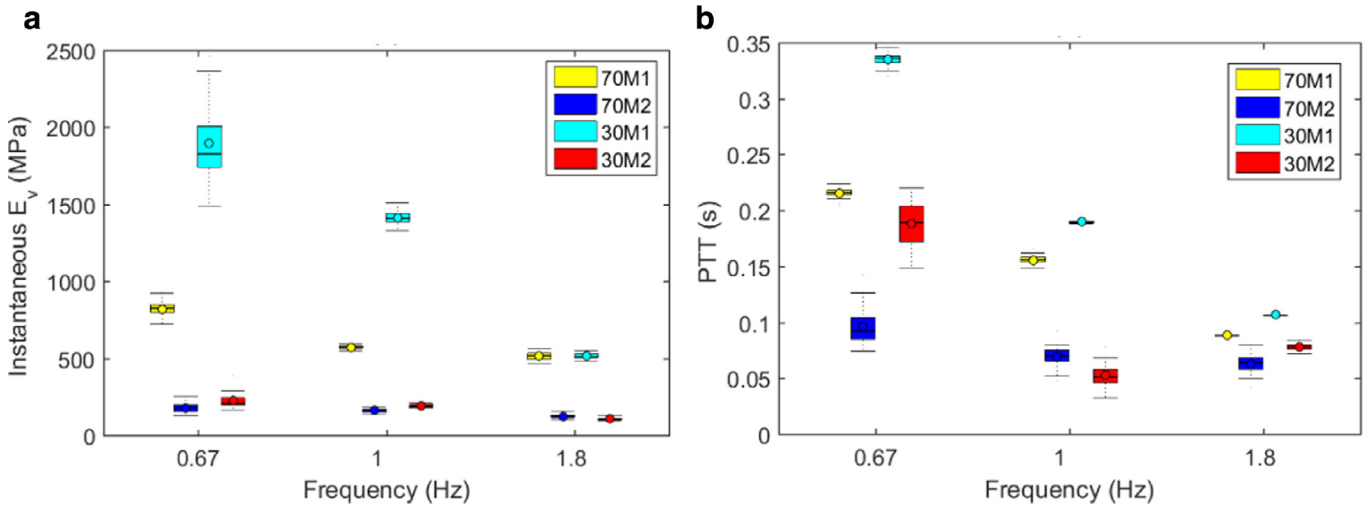 a
Instantaneous Ev (MPa)
2500
2000
1500
1000
500
0
70M1
70M2
30M1
30M2
0.67
1
1.8
Frequency (Hz)
b
PTT (s)
0.35
0.3
0.25
0.2
0.15
0.1
0.05
0
70M1
70M2
30M1
30M2
0.67
1
1.8
Frequency (Hz)